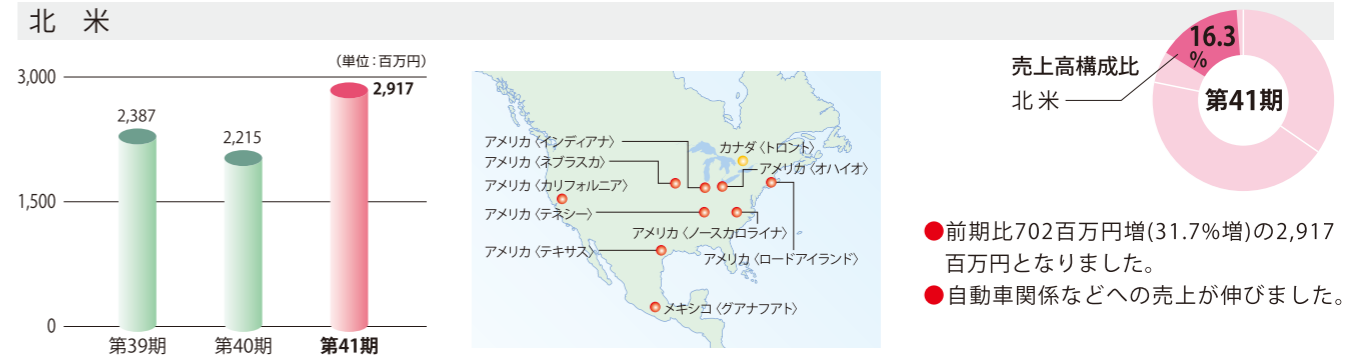 北 米
(単位：百万円)
3,000
2,387
2,215
2,917
1,500
0
第39期
第40期
第41期
アメリカ〈インディアナ〉
アメリカ〈ネブラスカ〉
アメリカ〈カリフォルニア〉
アメリカ〈テネシー〉
アメリカ〈テキサス〉
カナダ〈トロント〉
アメリカ〈オハイオ〉
アメリカ〈ノースカロライナ〉
アメリカ〈ロードアイランド〉
メキシコ〈グアナフアト〉
売上高構成比
北 米
16.3
%
第41期
●前期比702百万円増(31.7%増)の2,917
百万円となりました。
●自動車関係などへの売上が伸びました。